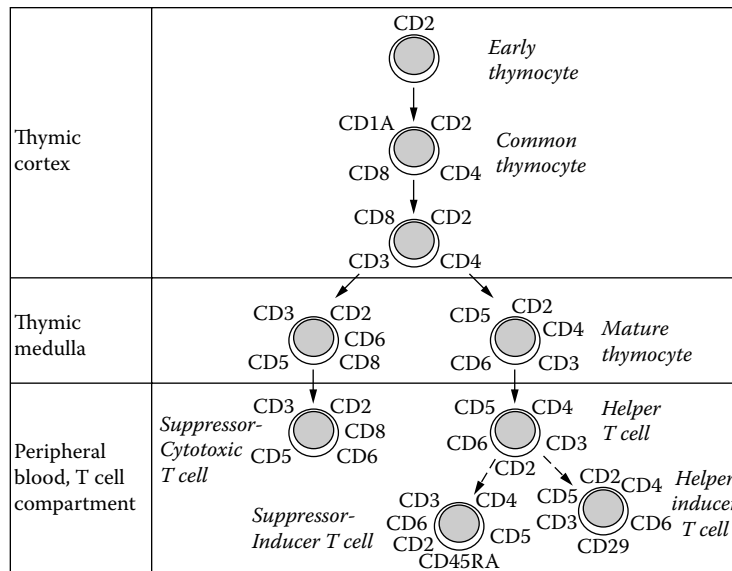 CD2
Early
thymocyte
Thymic
cortex
CD1A CD2
CD8 CD4
Common
thymocyte
CD8 CD2
CD3 CD4
Thymic
medulla
CD3 CD2
CD6
CD5 CD8
CD2
CD5
CD4
CD6 CD3
Mature
thymocyte
Peripheral
blood, T cell
compartment
Suppressor-
Cytotoxic
T cell
CD3 CD2
CD8
CD5 CD6
CD5 CD4
CD6 CD3
CD2
Helper
T cell
Suppressor-
Inducer T cell
CD3 CD4
CD6
CD2 CD5
CD45RA
CD2
CD5 CD4
CD3 CD6
CD29
Helper
inducer
T cell